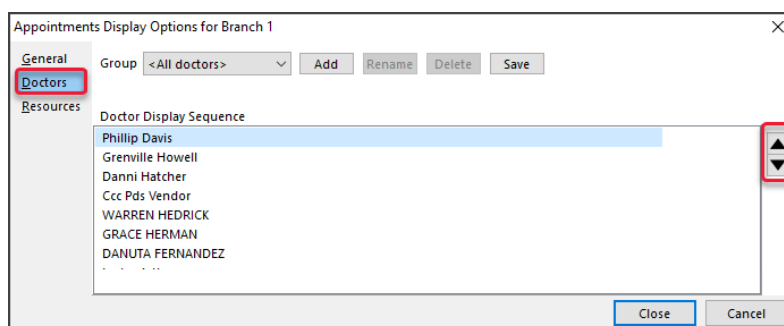 Appointments Display Options for Branch 1
General
Doctors
Resources
Group <All doctors> Add Rename Delete Save
Doctor Display Sequence
Phillip Davis
Grenville Howell
Danni Hatcher
Ccc Pds Vendor
WARREN HEDRICK
GRACE HERMAN
DANUTA FERNANDEZ
Close Cancel